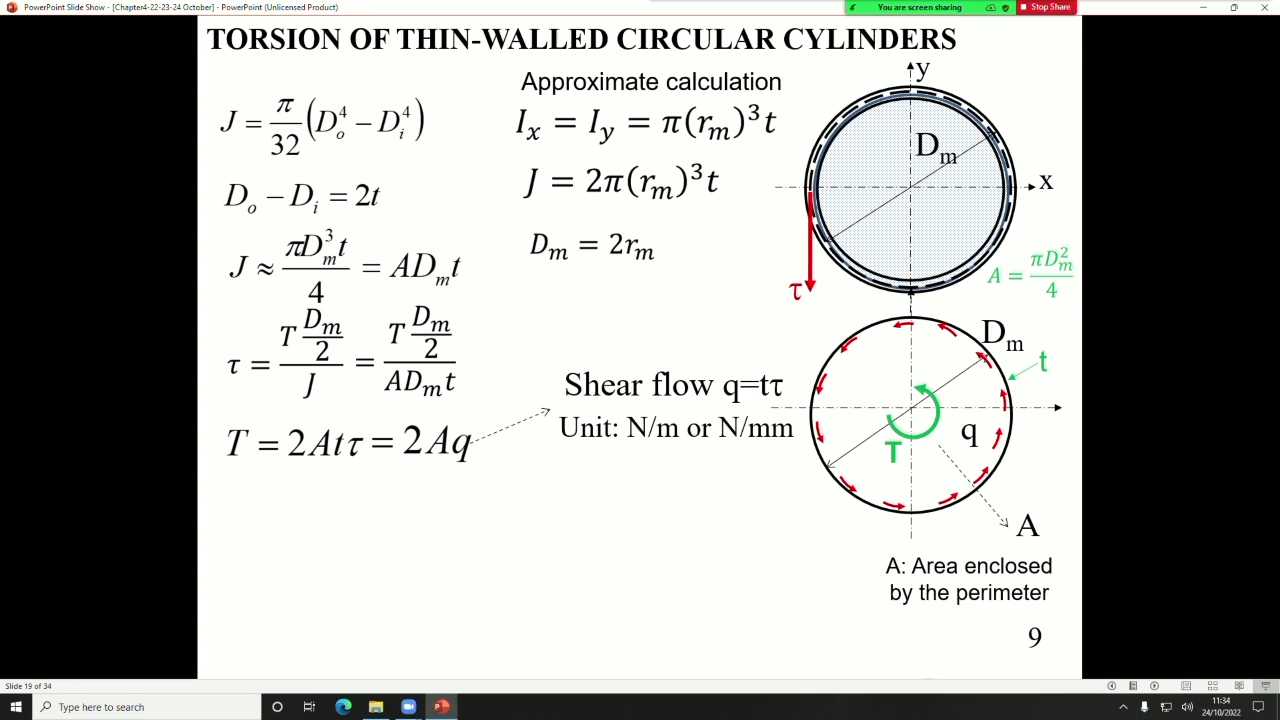 PowerPoint Slide Show - [Chapter4-22-23-24 October] - PowerPoint (Unlicensed Product)
You are screen sharing
Stop Share
TORSION OF THIN-WALLED CIRCULAR CYLINDERS
J = π/32 (D_o^4 − D_i^4)
D_o − D_i = 2t
J ≈ πD_m^3 t / 4 = AD_m t
τ = T (D_m/2) / J = T (D_m/2) / AD_m t
T = 2Atτ = 2Aq
Approximate calculation
I_x = I_y = π(r_m)^3 t
J = 2π(r_m)^3 t
D_m = 2r_m
Shear flow q=tτ
Unit: N/m or N/mm
y
D_m
x
τ
A = πD_m^2 / 4
D_m
t
q
T
A
A: Area enclosed
by the perimeter
9
Slide 19 of 34
Type here to search
11:34
24/10/2022